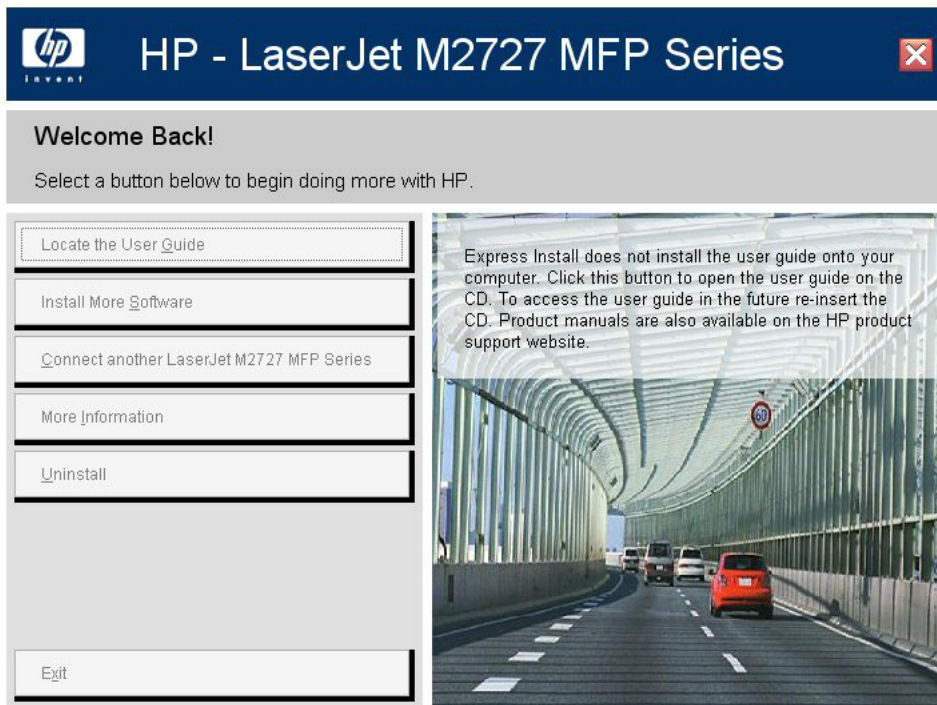 hp
invent
HP - LaserJet M2727 MFP Series
Welcome Back!
Select a button below to begin doing more with HP.
Locate the User Guide
Install More Software
Connect another LaserJet M2727 MFP Series
More Information
Uninstall
Exit
Express Install does not install the user guide onto your
computer. Click this button to open the user guide on the
CD. To access the user guide in the future re-insert the
CD. Product manuals are also available on the HP product
support website.
60